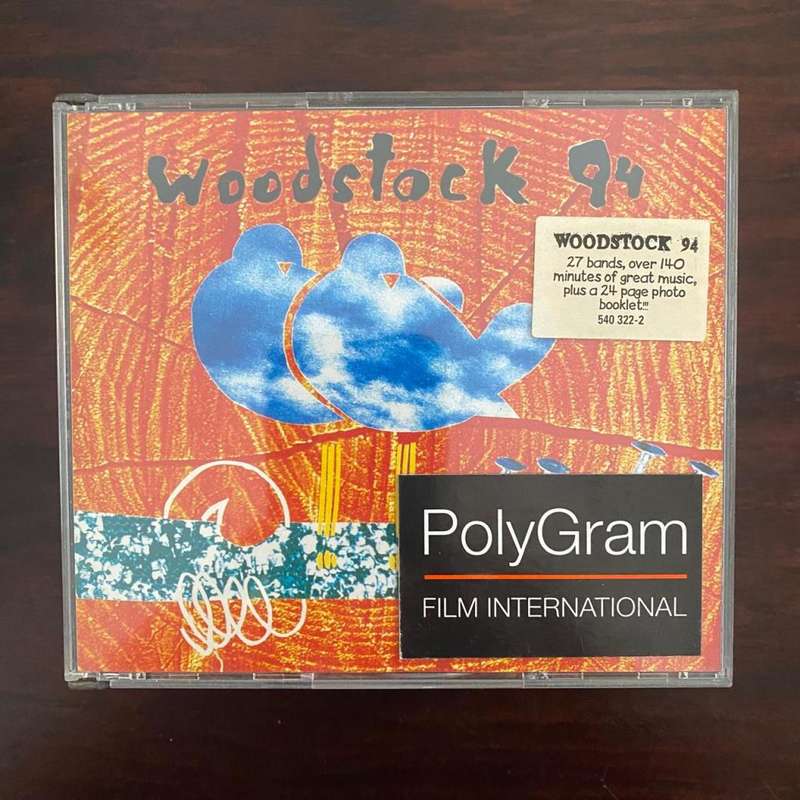 Woodstock 94
WOODSTOCK 94
27 bands, over 140
minutes of great music,
plus a 24 page photo
booklet!!!
540 322-2
PolyGram
FILM INTERNATIONAL